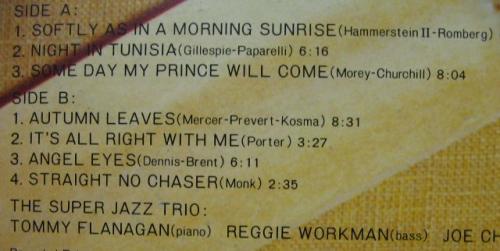 SIDE A:
1. SOFTLY AS IN A MORNING SUNRISE(Hammerstein II-Romberg)
2. NIGHT IN TUNISIA(Gillespie-Paparelli) 6:16
3. SOME DAY MY PRINCE WILL COME(Morey-Churchill) 8:04
SIDE B:
1. AUTUMN LEAVES(Mercer-Prevert-Kosma) 8:31
2. IT'S ALL RIGHT WITH ME(Porter) 3:27
3. ANGEL EYES(Dennis-Brent) 6:11
4. STRAIGHT NO CHASER(Monk) 2:35
THE SUPER JAZZ TRIO:
TOMMY FLANAGAN(piano) REGGIE WORKMAN(bass) JOE CH